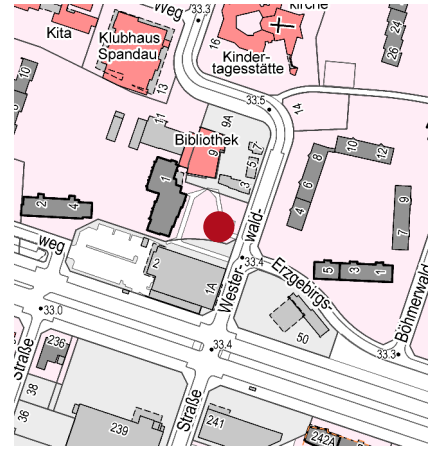 weg
33.3
kirche
Kita
Klubhaus
Spandau
16
Kinder-
tagesstätte
24
26
10
13
33.5
14
11
9A
Bibliothek
9
7
5
3
10
12
8
6
4
1
9
7
2
4
wald-
Wester-
weg
2
1A
33.4
Erzgebirgs-
5
3
1
Böhmerwald-
33.0
50
33.4
33.3
Straße
236
38
36
239
Straße
241
242A